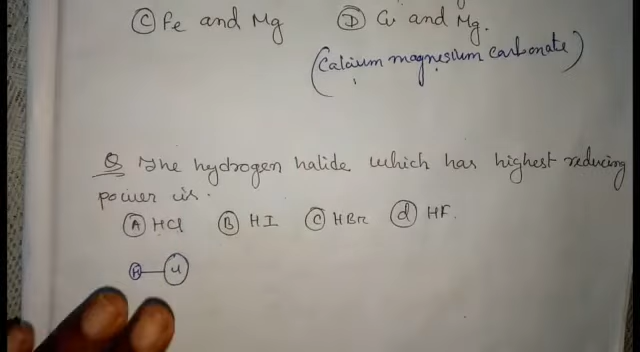 Ⓒ Fe and Mg Ⓓ Ca and Mg.
(Calcium magnesium carbonate)
Q The hydrogen halide which has highest reducing
power is.
Ⓐ HCl Ⓑ HI Ⓒ HBr ⓓ HF.
H — Cl